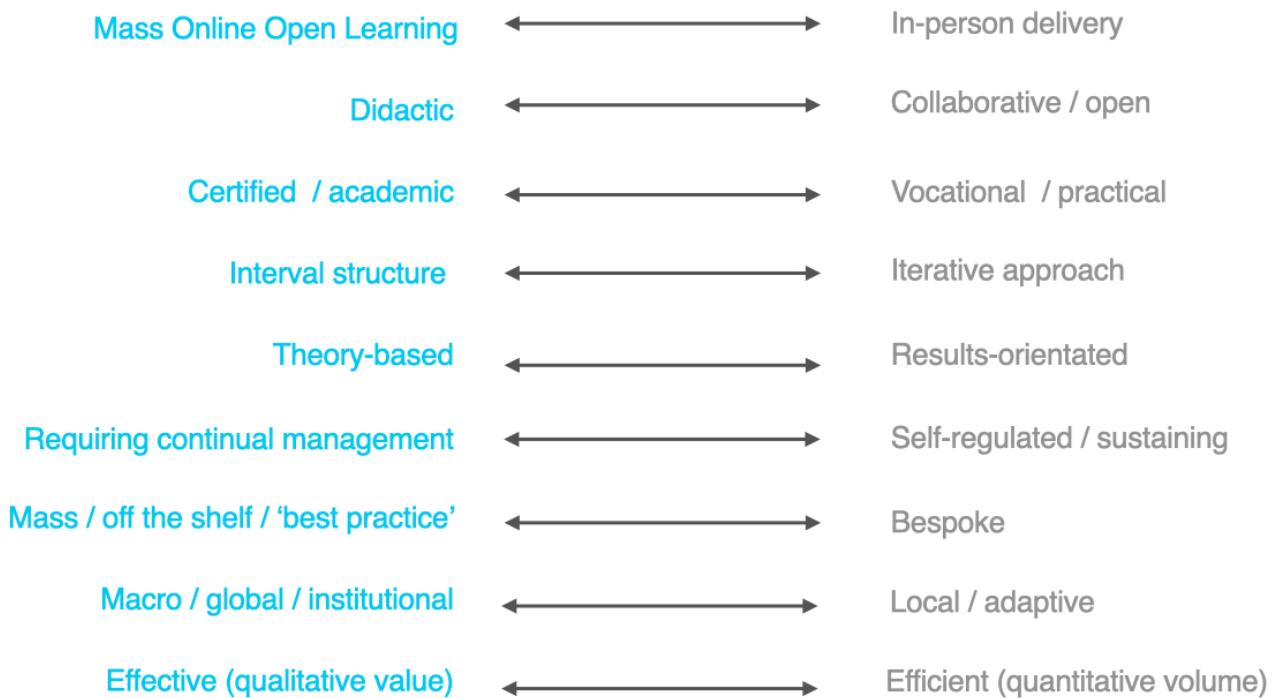 Mass Online Open Learning In-person delivery
Didactic Collaborative / open
Certified / academic Vocational / practical
Interval structure Iterative approach
Theory-based Results-orientated
Requiring continual management Self-regulated / sustaining
Mass / off the shelf / ‘best practice’ Bespoke
Macro / global / institutional Local / adaptive
Effective (qualitative value) Efficient (quantitative volume)